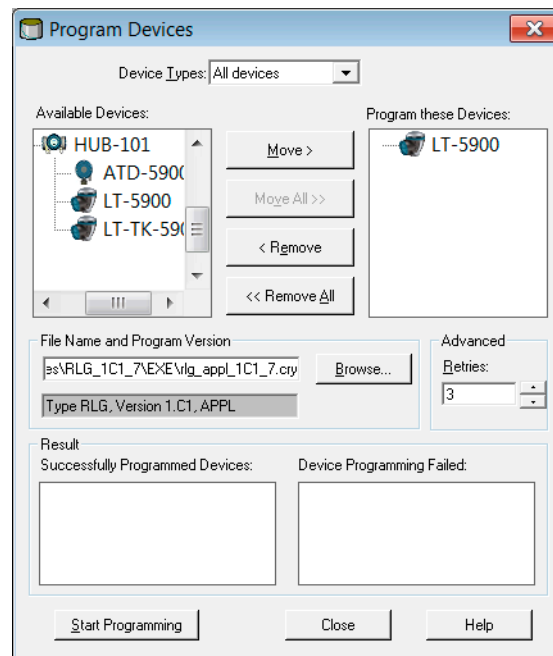 Program Devices
Device Types: All devices
Available Devices:
Program these Devices:
HUB-101
ATD-5900
LT-5900
LT-TK-590
Move >
Move All >>
< Remove
<< Remove All
LT-5900
File Name and Program Version
es\RLG_1C1_7\EXE\rlg_appl_1C1_7.cry
Browse...
Type RLG, Version 1.C1, APPL
Advanced
Retries:
3
Result
Successfully Programmed Devices:
Device Programming Failed:
Start Programming
Close
Help